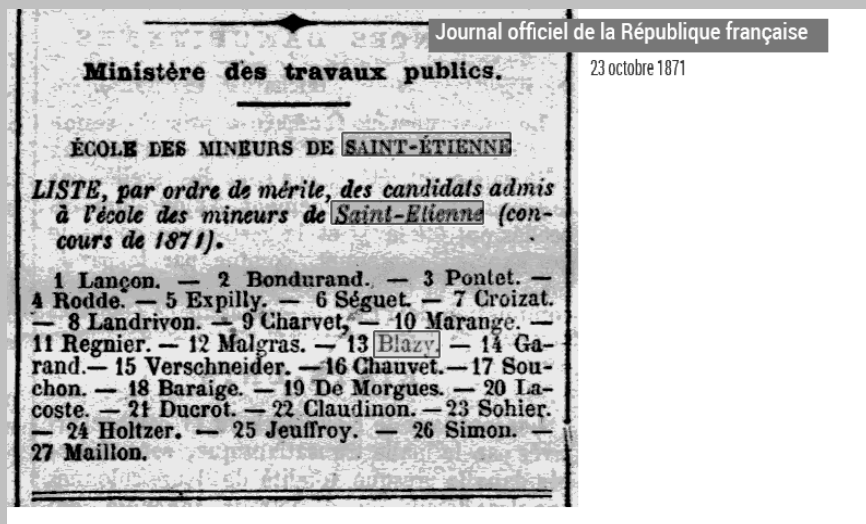 Journal officiel de la République française
23 octobre 1871
Ministère des travaux publics.
ÉCOLE DES MINEURS DE SAINT-ÉTIENNE
LISTE, par ordre de mérite, des candidats admis
à l'école des mineurs de Saint-Etienne (con-
cours de 1871).
1 Lançon. — 2 Bondurand. — 3 Pontet. —
4 Rodde. — 5 Expilly. — 6 Séguet. — 7 Croizat.
— 8 Landrivon. — 9 Charvet, — 10 Marange. —
11 Regnier. — 12 Malgras. — 13 Blazy. — 14 Ga-
rand. — 15 Verschneider. — 16 Chauvet. — 17 Sou-
chon. — 18 Baraige. — 19 De Morgues. — 20 La-
coste. — 21 Ducrot. — 22 Claudinon. — 23 Sohier.
— 24 Holtzer. — 25 Jeuffroy. — 26 Simon. —
27 Maillon.